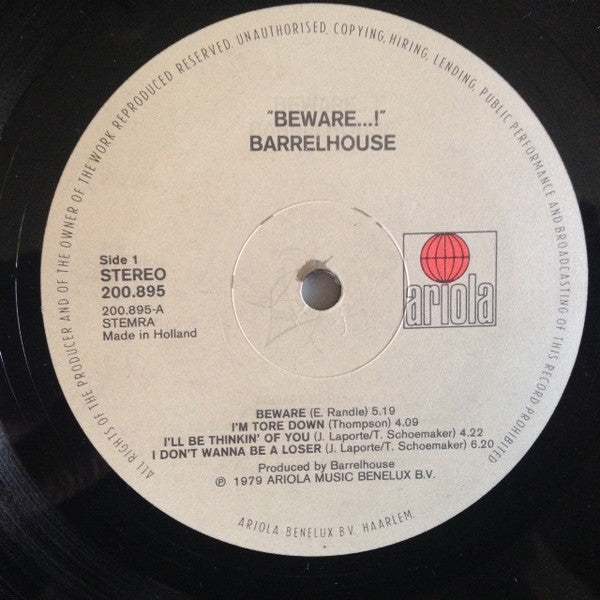 ALL RIGHTS OF THE PRODUCER AND OF THE OWNER OF THE WORK REPRODUCED RESERVED. UNAUTHORISED, COPYING, HIRING, LENDING, PUBLIC PERFORMANCE AND BROADCASTING OF THIS RECORD PROHIBITED
"BEWARE...!"
BARRELHOUSE
Side 1
STEREO
200.895
200.895-A
STEMRA
Made in Holland
ariola
BEWARE (E. Randle) 5.19
I'M TORE DOWN (Thompson) 4.09
I'LL BE THINKIN' OF YOU (J. Laporte/T. Schoemaker) 4.22
I DON'T WANNA BE A LOSER (J. Laporte/T. Schoemaker) 6.20
Produced by Barrelhouse
℗ 1979 ARIOLA MUSIC BENELUX B.V.
ARIOLA-BENELUX B.V. HAARLEM